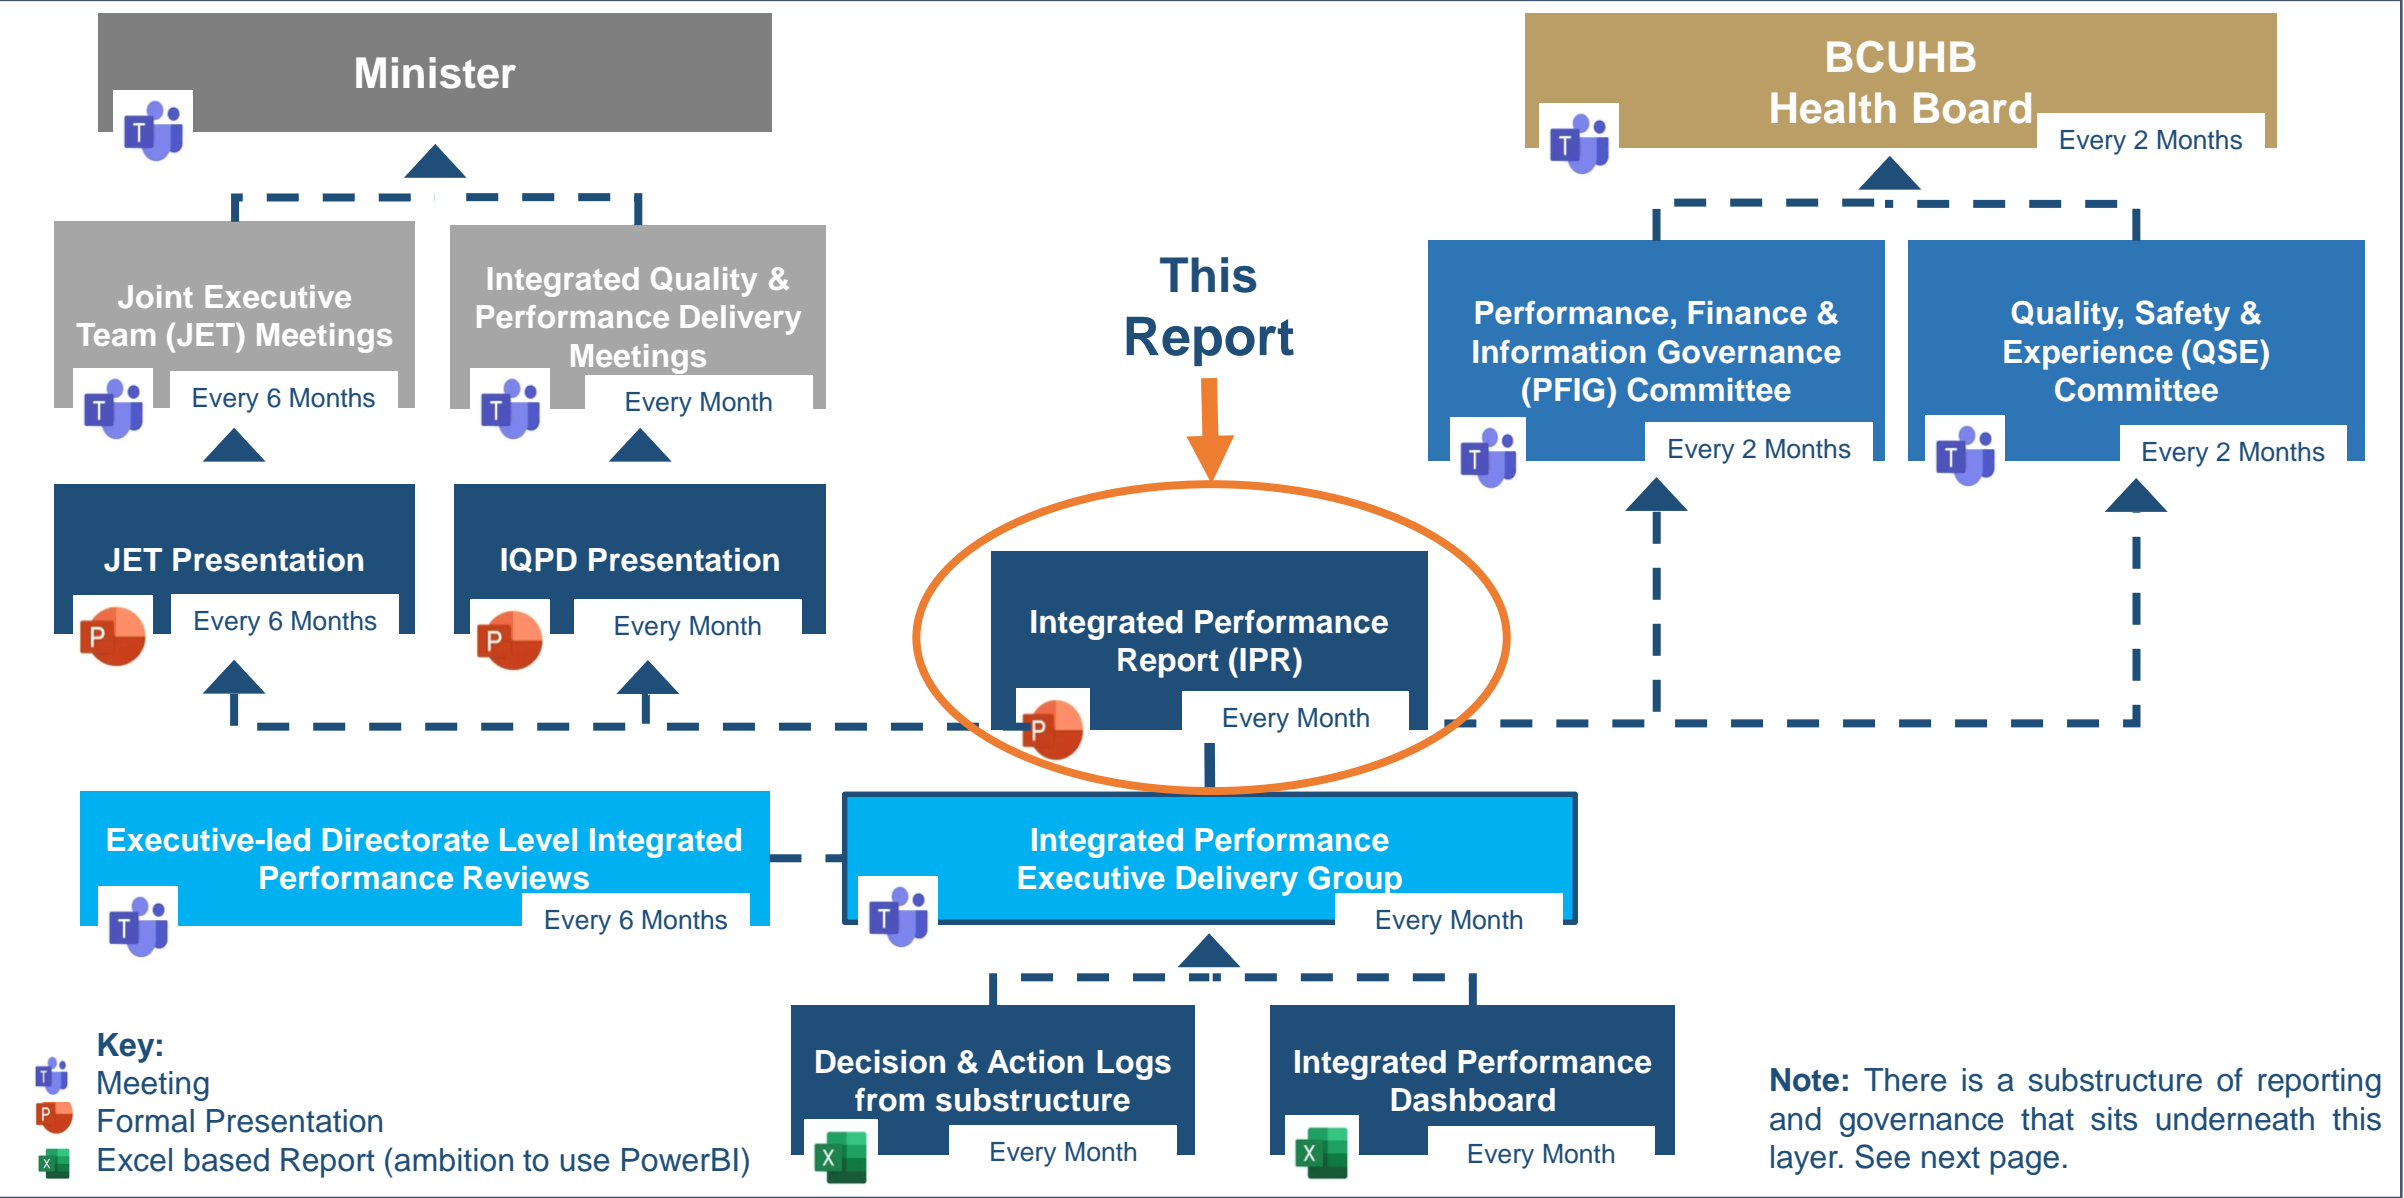 Minister
BCUHB
Health Board
Every 2 Months
Joint Executive
Team (JET) Meetings
Every 6 Months
Integrated Quality &
Performance Delivery
Meetings
Every Month
This
Report
Performance, Finance &
Information Governance
(PFIG) Committee
Every 2 Months
Quality, Safety &
Experience (QSE)
Committee
Every 2 Months
JET Presentation
Every 6 Months
IQPD Presentation
Every Month
Integrated Performance
Report (IPR)
Every Month
Executive-led Directorate Level Integrated
Performance Reviews
Every 6 Months
Integrated Performance
Executive Delivery Group
Every Month
Decision & Action Logs
from substructure
Every Month
Integrated Performance
Dashboard
Every Month
Key:
Meeting
Formal Presentation
Excel based Report (ambition to use PowerBI)
Note: There is a substructure of reporting
and governance that sits underneath this
layer. See next page.